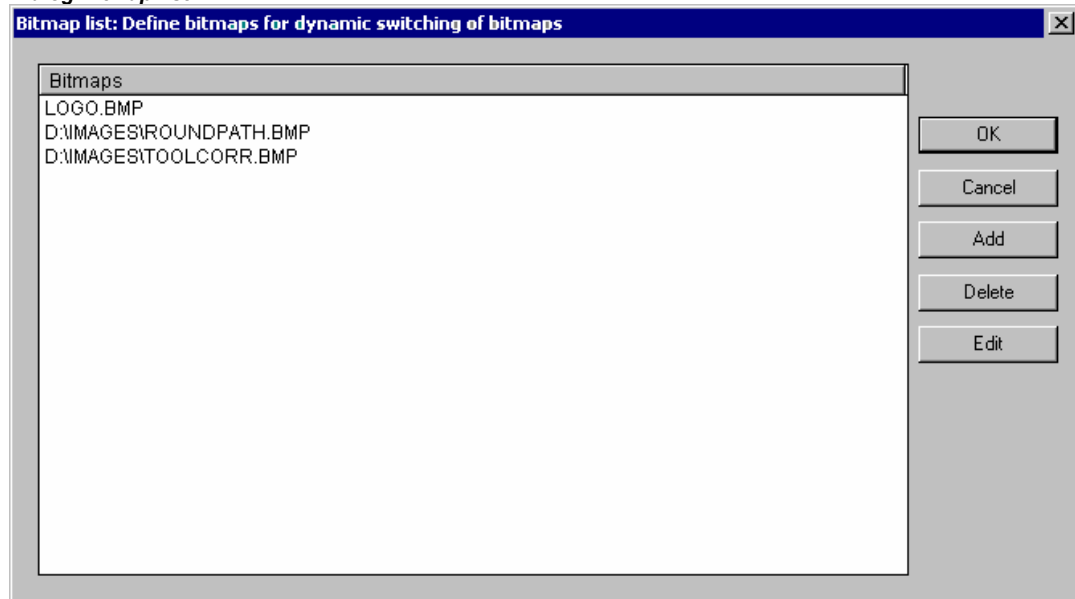 Bitmap list: Define bitmaps for dynamic switching of bitmaps
Bitmaps
LOGO.BMP
D:\IMAGES\ROUNDPATH.BMP
D:\IMAGES\TOOLCORR.BMP
OK
Cancel
Add
Delete
Edit